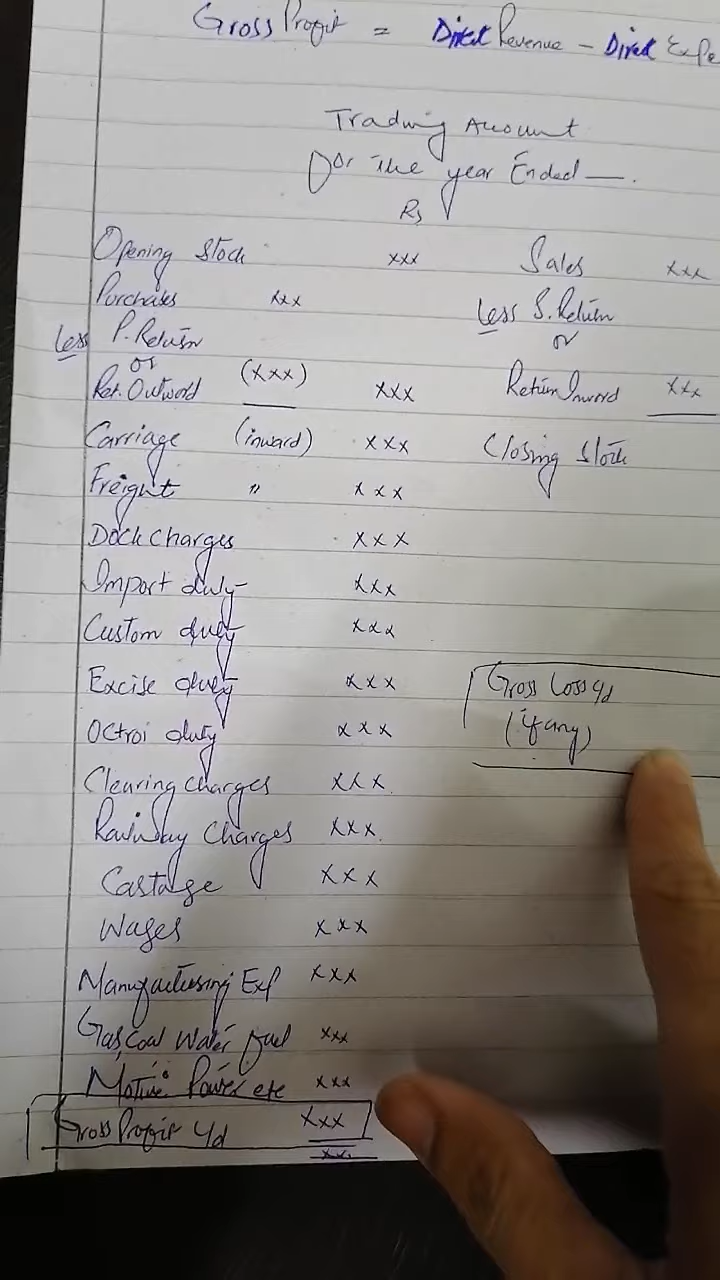 Gross Profit = Direct Revenue - Direct Expe
Trading Account
For The year Ended —.
Rs
Opening Stock xxx Sales xxx
Purchases xxx Less S. Return
Less P. Return or
or
Ret. Outword (xxx) xxx Return Inword xxx
Carriage (inward) xxx Closing Stock
Freight " xxx
Dock Charges xxx
Import duty xxx
Custom duty xxx
Excise duty xxx Gross Loss c/d
Octroi duty xxx (if any)
Clearing charges xxx
Railway Charges xxx
Castage xxx
Wages xxx
Manufacturing Exp xxx
Gas, Coal, Water, fuel xxx
Motive Power etc xxx
Gross Profit c/d xxx
xx.